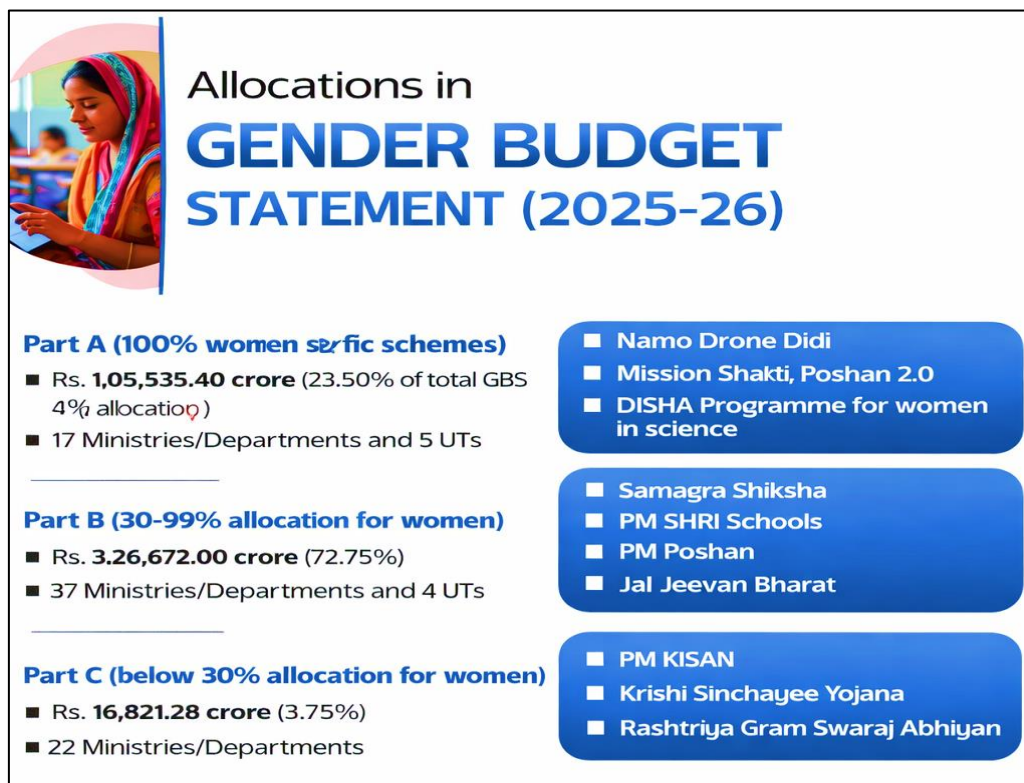 Allocations in
GENDER BUDGET
STATEMENT (2025-26)
Part A (100% women schemes)
■ Rs. 1,05,535.40 crore (23.50% of total GBS
allocation)
■ 17 Ministries/Departments and 5 UTs
■ Namo Drone Didi
■ Mission Shakti, Poshan 2.0
■ DISHA Programme for women
in science
Part B (30-99% allocation for women)
■ Rs. 3.26,672.00 crore (72.75%)
■ 37 Ministries/Departments and 4 UTs
■ Samagra Shiksha
■ PM SHRI Schools
■ PM Poshan
■ Jal Jeevan Bharat
Part C (below 30% allocation for women)
■ Rs. 16,821.28 crore (3.75%)
■ 22 Ministries/Departments
■ PM KISAN
■ Krishi Sinchayee Yojana
■ Rashtriya Gram Swaraj Abhiyan